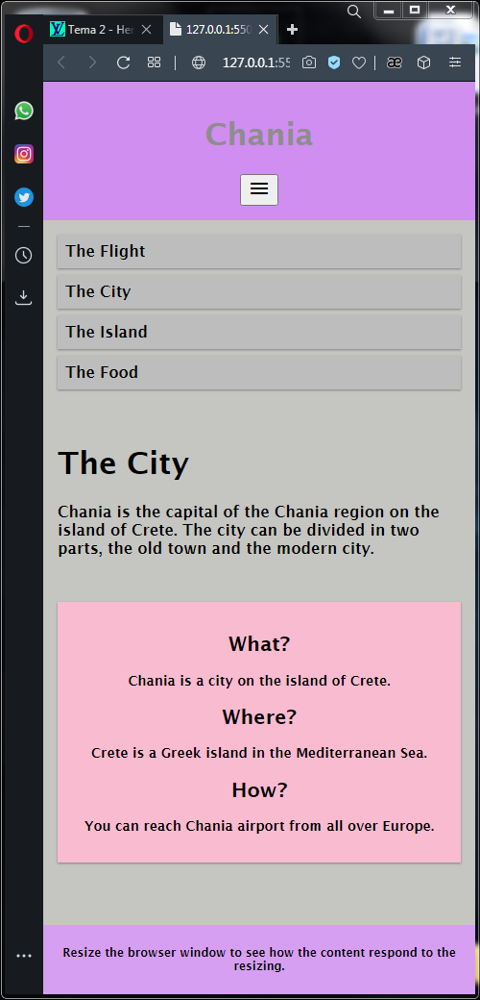 Tema 2 - Her
127.0.0.1:550
127.0.0.1:55
Chania
The Flight
The City
The Island
The Food
The City
Chania is the capital of the Chania region on the
island of Crete. The city can be divided in two
parts, the old town and the modern city.
What?
Chania is a city on the island of Crete.
Where?
Crete is a Greek island in the Mediterranean Sea.
How?
You can reach Chania airport from all over Europe.
Resize the browser window to see how the content respond to the
resizing.